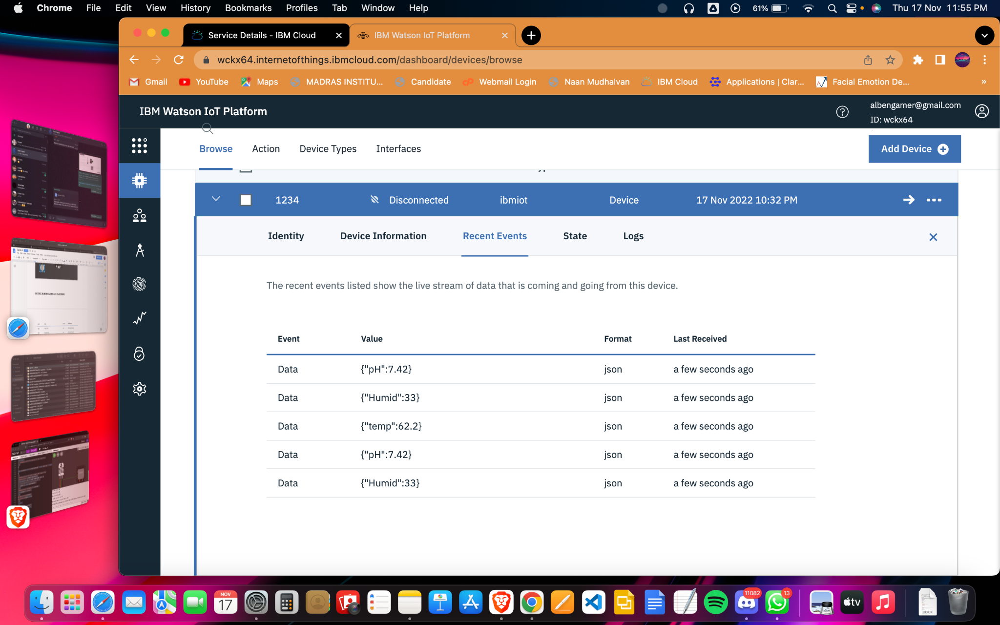 Chrome File Edit View History Bookmarks Profiles Tab Window Help 61% Thu 17 Nov 11:55 PM
Service Details - IBM Cloud IBM Watson IoT Platform
wckx64.internetofthings.ibmcloud.com/dashboard/devices/browse
Gmail YouTube Maps MADRAS INSTITU... Candidate Webmail Login Naan Mudhalvan IBM Cloud Applications | Clar... Facial Emotion De... »
IBM Watson IoT Platform
albengamer@gmail.com
ID: wckx64
Browse Action Device Types Interfaces Add Device
1234 Disconnected ibmiot Device 17 Nov 2022 10:32 PM
Identity Device Information Recent Events State Logs
The recent events listed show the live stream of data that is coming and going from this device.
Event Value Format Last Received
Data {"pH":7.42} json a few seconds ago
Data {"Humid":33} json a few seconds ago
Data {"temp":62.2} json a few seconds ago
Data {"pH":7.42} json a few seconds ago
Data {"Humid":33} json a few seconds ago
NOV
17
11082
13
tv
DOCX